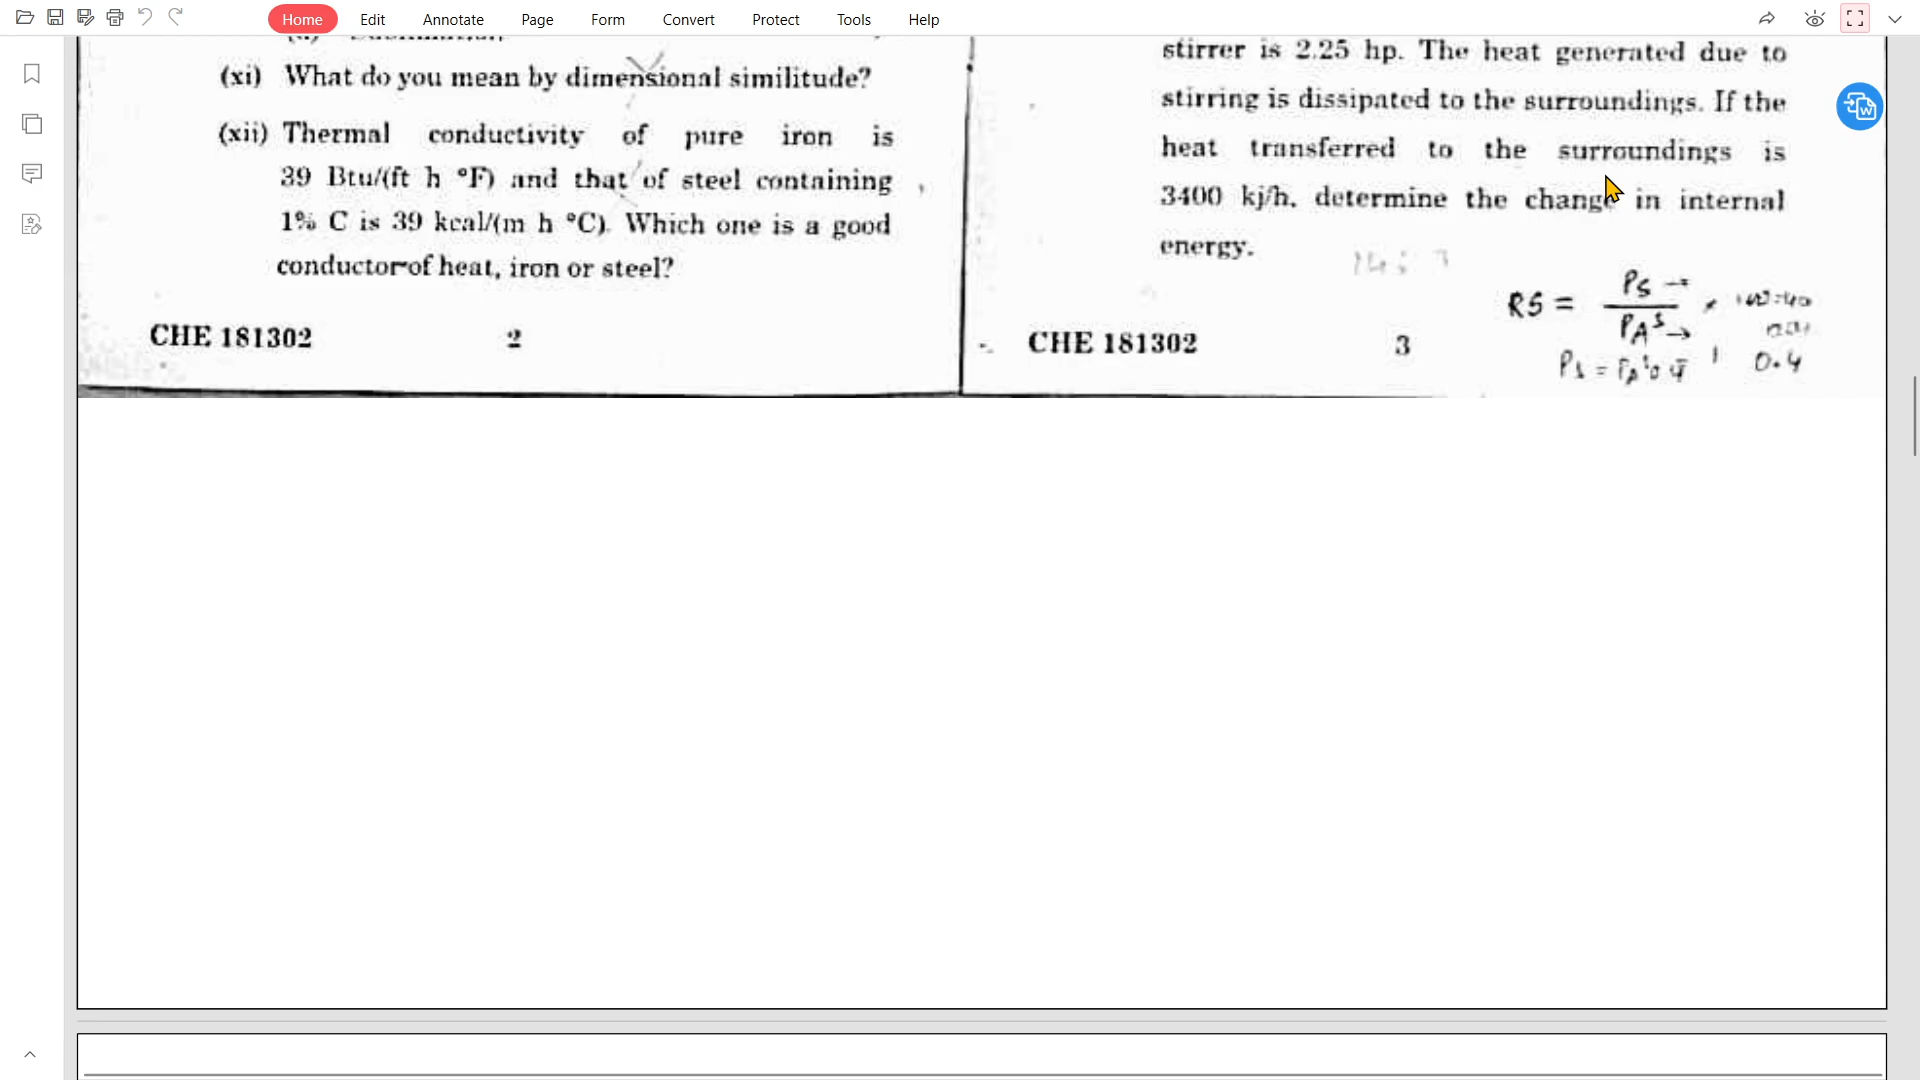 Home Edit Annotate Page Form Convert Protect Tools Help
(xi) What do you mean by dimensional similitude?
(xii) Thermal conductivity of pure iron is
39 Btu/(ft h °F) and that of steel containing
1% C is 39 kcal/(m h °C). Which one is a good
conductor of heat, iron or steel?
CHE 181302 2
stirrer is 2.25 hp. The heat generated due to
stirring is dissipated to the surroundings. If the
heat transferred to the surroundings is
3400 kj/h, determine the change in internal
energy.
RS =
PS →
PAS →
0.4
CHE 181302 3